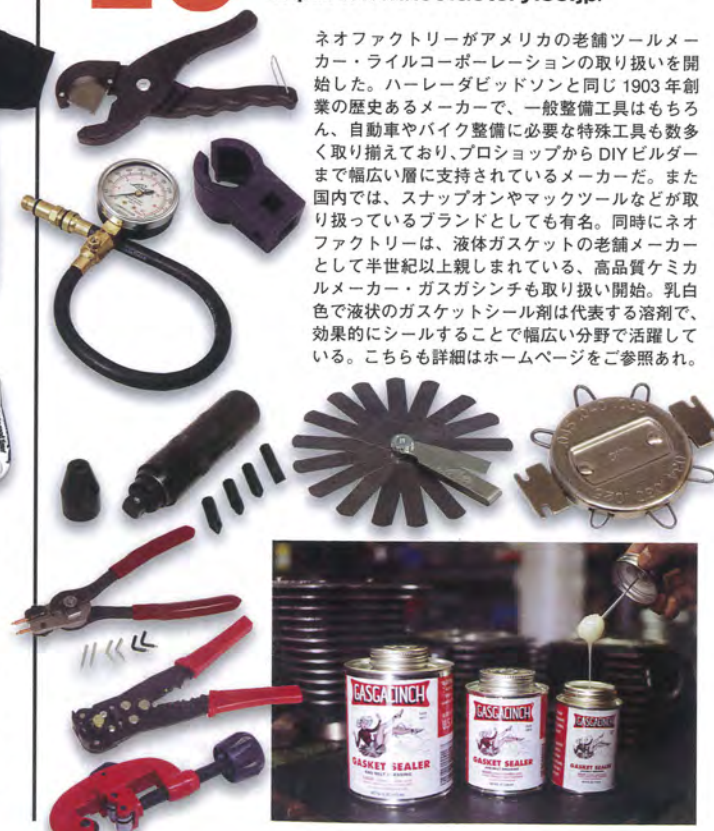 ネオファクトリーがアメリカの老舗ツールメー
カー・ライルコーポレーションの取り扱いを開
始した。ハーレーダビッドソンと同じ1903年創
業の歴史あるメーカーで、一般整備工具はもちろ
ん、自動車やバイク整備に必要な特殊工具も数多
く取り揃えており、プロショップからDIYビルダー
まで幅広い層に支持されているメーカーだ。また
国内では、スナップオンやマックツールなどが取
り扱っているブランドとしても有名。同時にネオ
ファクトリーは、液体ガスケットの老舗メーカー
として半世紀以上親しまれている、高品質ケミカ
ルメーカー・ガスガシンチも取り扱い開始。乳白
色で液状のガスケットシール剤は代表する溶剤で、
効果的にシールすることで幅広い分野で活躍して
いる。こちらも詳細はホームページをご参照あれ。
GASGACINCH
GASKET SEALER
AND BELT DRESSING
GASGACINCH
GASKET SEALER
GASGACINCH
GASKET SEALER